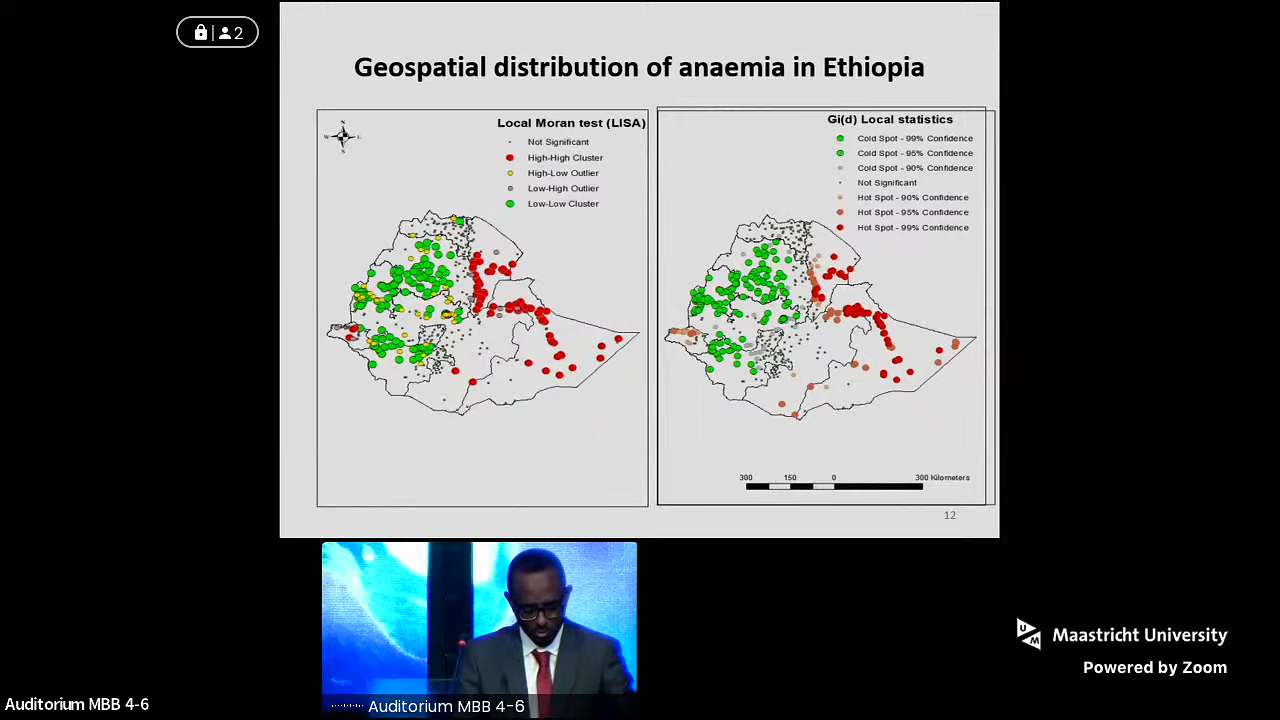 2
Geospatial distribution of anaemia in Ethiopia
Local Moran test (LISA)
Not Significant
High-High Cluster
High-Low Outlier
Low-High Outlier
Low-Low Cluster
N
W E
S
Gi(d) Local statistics
Cold Spot - 99% Confidence
Cold Spot - 95% Confidence
Cold Spot - 90% Confidence
Not Significant
Hot Spot - 90% Confidence
Hot Spot - 95% Confidence
Hot Spot - 99% Confidence
300 150 0 300 Kilometers
12
UM Maastricht University
Powered by Zoom
Auditorium MBB 4-6
Auditorium MBB 4-6